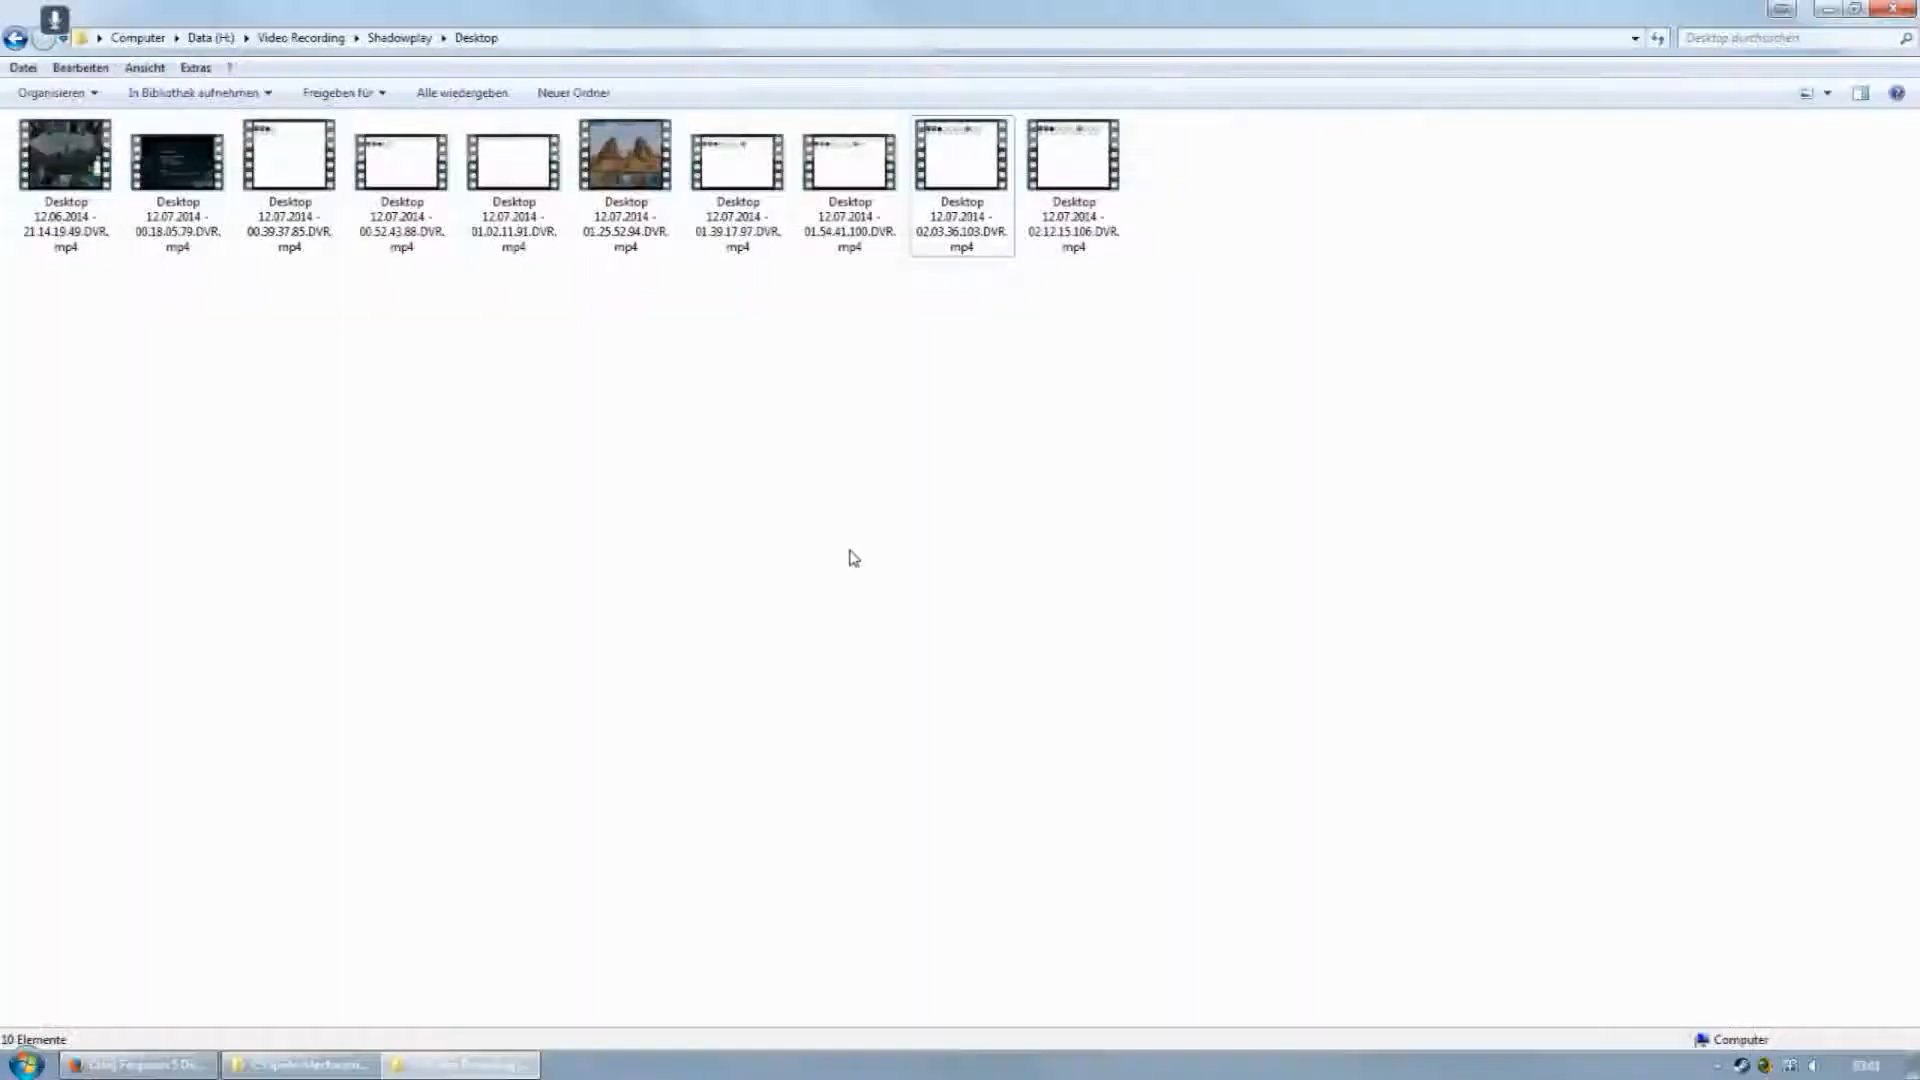 Computer Data (H:) Video Recording Shadowplay Desktop
Desktop durchsuchen
Datei Bearbeiten Ansicht Extras ?
Organisieren In Bibliothek aufnehmen Freigeben für Alle wiedergeben Neuer Ordner
Desktop
12.06.2014 -
21.14.19.49.DVR.
mp4
Desktop
12.07.2014 -
00.18.05.79.DVR.
mp4
Desktop
12.07.2014 -
00.39.37.85.DVR.
mp4
Desktop
12.07.2014 -
00.52.43.88.DVR.
mp4
Desktop
12.07.2014 -
01.02.11.91.DVR.
mp4
Desktop
12.07.2014 -
01.25.52.94.DVR.
mp4
Desktop
12.07.2014 -
01.39.17.97.DVR.
mp4
Desktop
12.07.2014 -
01.54.41.100.DVR.
mp4
Desktop
12.07.2014 -
02.03.36.103.DVR.
mp4
Desktop
12.07.2014 -
02.12.15.106.DVR.
mp4
10 Elemente
Computer